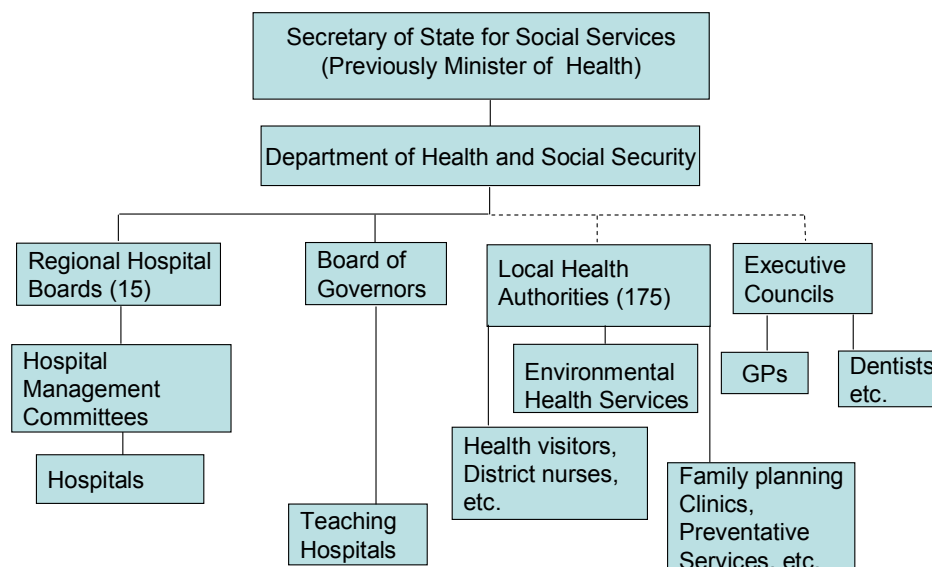 Secretary of State for Social Services
(Previously Minister of Health)
Department of Health and Social Security
Regional Hospital
Boards (15)
Board of
Governors
Local Health
Authorities (175)
Executive
Councils
Hospital
Management
Committees
Environmental
Health Services
GPs
Dentists
etc.
Hospitals
Health visitors,
District nurses,
etc.
Teaching
Hospitals
Family planning
Clinics,
Preventative
Services, etc.